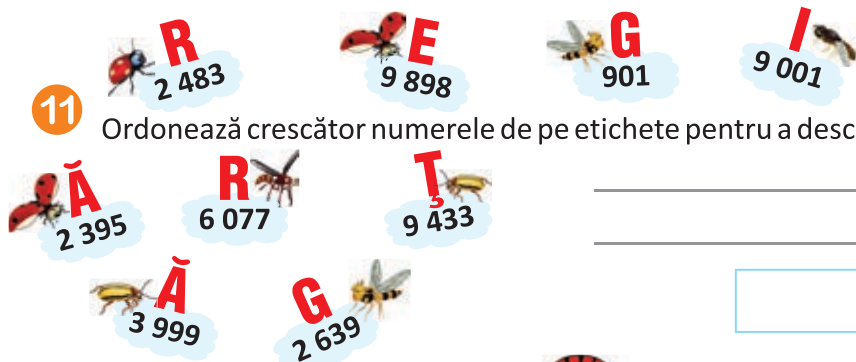 R E G I
2 483 9 898 901 9 001
11 Ordonează crescător numerele de pe etichete pentru a
Ă R Ţ
2 395 6 077 9 433
Ă G
3 999 2 639